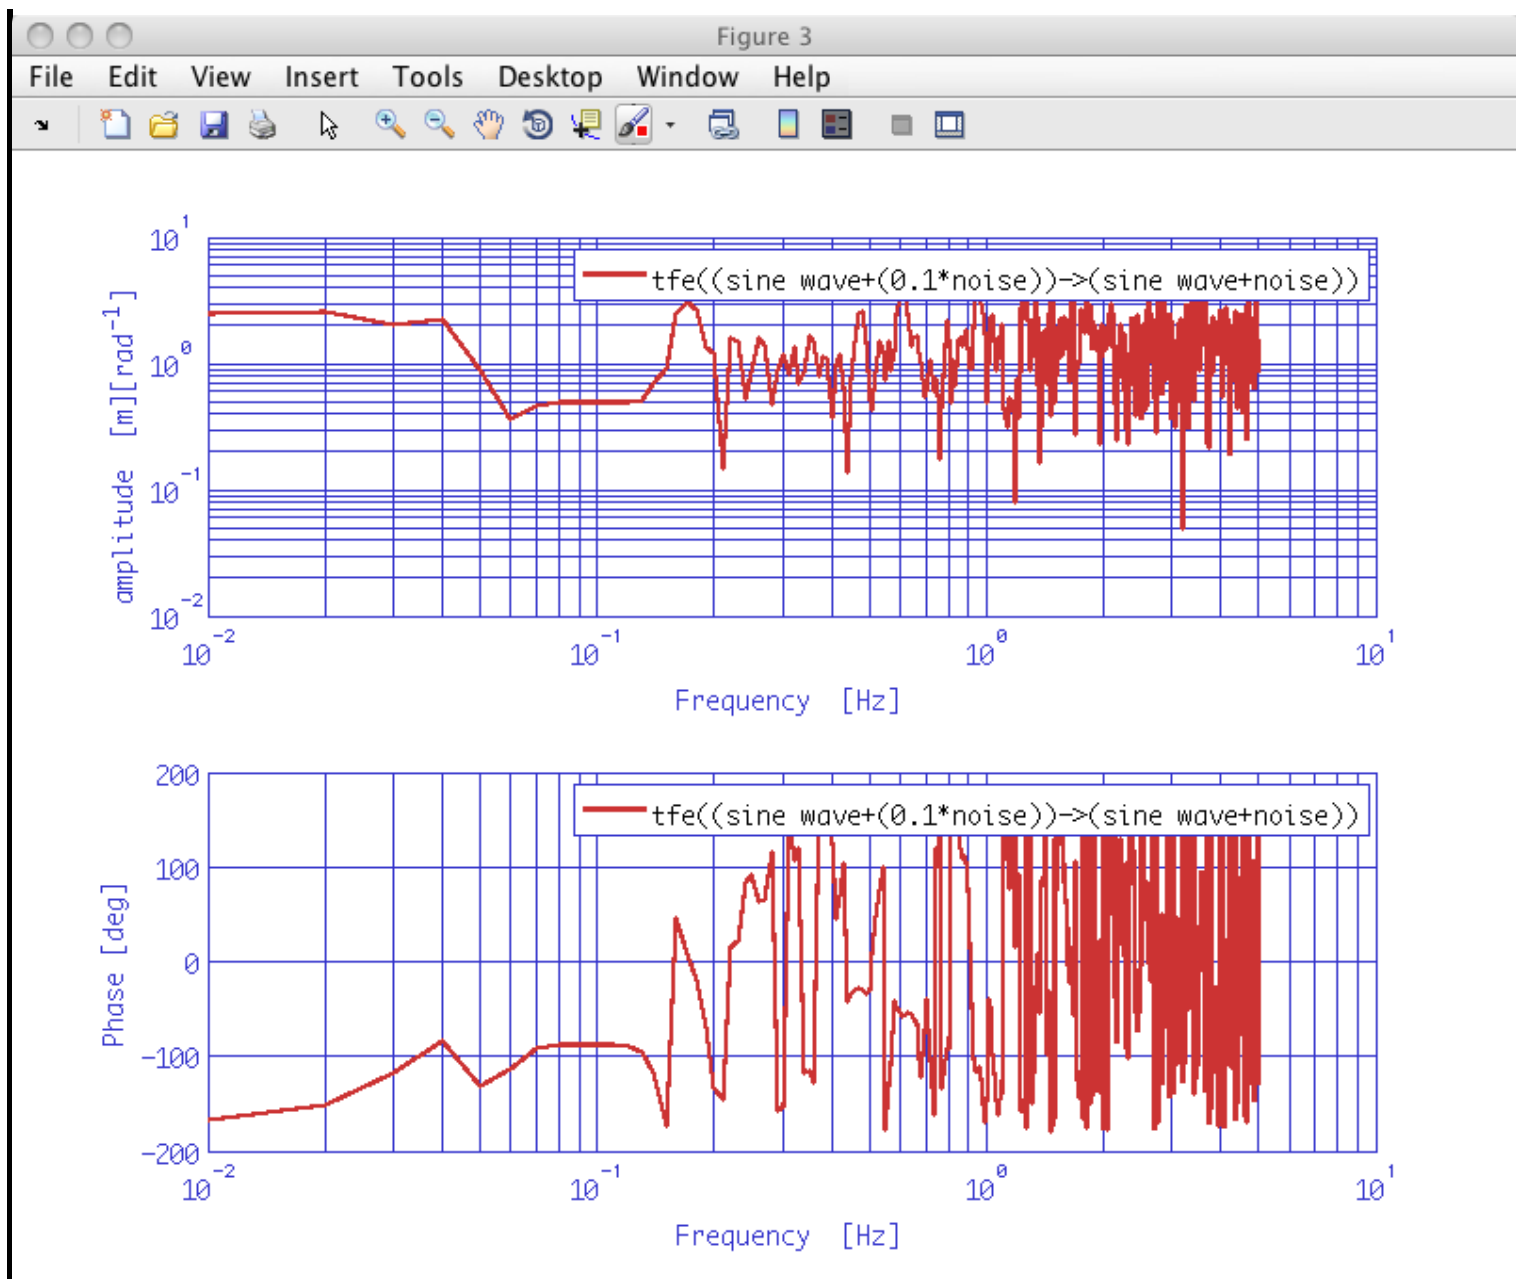 Figure 3
File Edit View Insert Tools Desktop Window Help
tfe((sine wave+(0.1*noise))->(sine wave+noise))
10^1
10^0
10^-1
10^-2
amplitude [m][rad^-1]
10^-2 10^-1 10^0 10^1
Frequency [Hz]
tfe((sine wave+(0.1*noise))->(sine wave+noise))
200
100
0
-100
-200
Phase [deg]
10^-2 10^-1 10^0 10^1
Frequency [Hz]